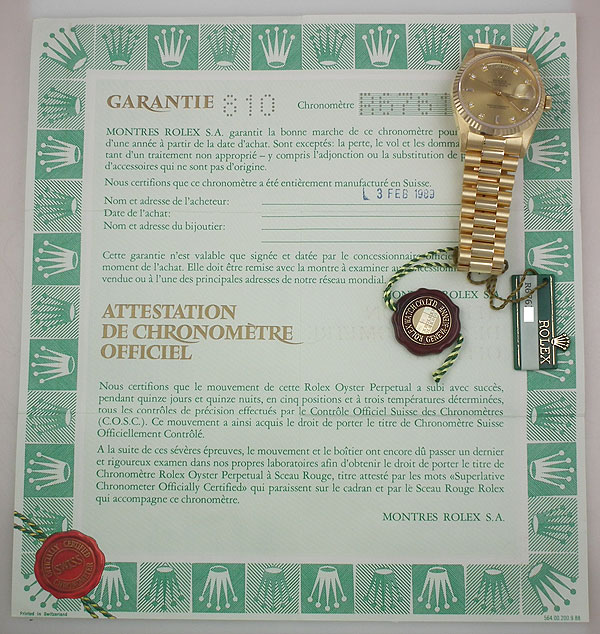 GARANTIE 810 Chronomètre
MONTRES ROLEX S.A. garantit la bonne marche de ce chronomètre pour
d'une année à partir de la date d'achat. Sont exceptés: la perte, le vol et les
tant d'un traitement non approprié – y compris l'adjonction ou la substitution de
d'accessoires qui ne sont pas d'origine.
Nous certifions que ce chronomètre a été entièrement manufacturé en Suisse.
3 FEB 1989
Nom et adresse de l'acheteur:
Date de l'achat:
Nom et adresse du bijoutier:
Cette garantie n'est valable que signée et datée par le concessionnaire
moment de l'achat. Elle doit être remise avec la montre à examiner au
vendue ou à l'une des principales adresses de notre réseau mondial.
MONTRES ROLEX S.A.
ROLEX
ATTESTATION
DE CHRONOMÈTRE
OFFICIEL
Nous certifions que le mouvement de cette Rolex Oyster Perpetual a subi avec succès,
pendant quinze jours et quinze nuits, en cinq positions et à trois températures déterminées,
tous les contrôles de précision effectués par le Contrôle Officiel Suisse des Chronomètres
(C.O.S.C.). Ce mouvement a ainsi acquis le droit de porter le titre de Chronomètre Suisse
Officiellement Contrôlé.
A la suite de ces sévères épreuves, le mouvement et le boîtier ont encore dû passer un dernier
et rigoureux examen dans nos propres laboratoires afin d'obtenir le droit de porter le titre de
Chronomètre Rolex Oyster Perpetual à Sceau Rouge, titre attesté par les mots «Superlative
Chronometer Officially Certified» qui paraissent sur le cadran et par le Sceau Rouge Rolex
qui accompagne ce chronomètre.
MONTRES ROLEX S.A.
SWISS
Printed in Switzerland
564.00.200.9.88